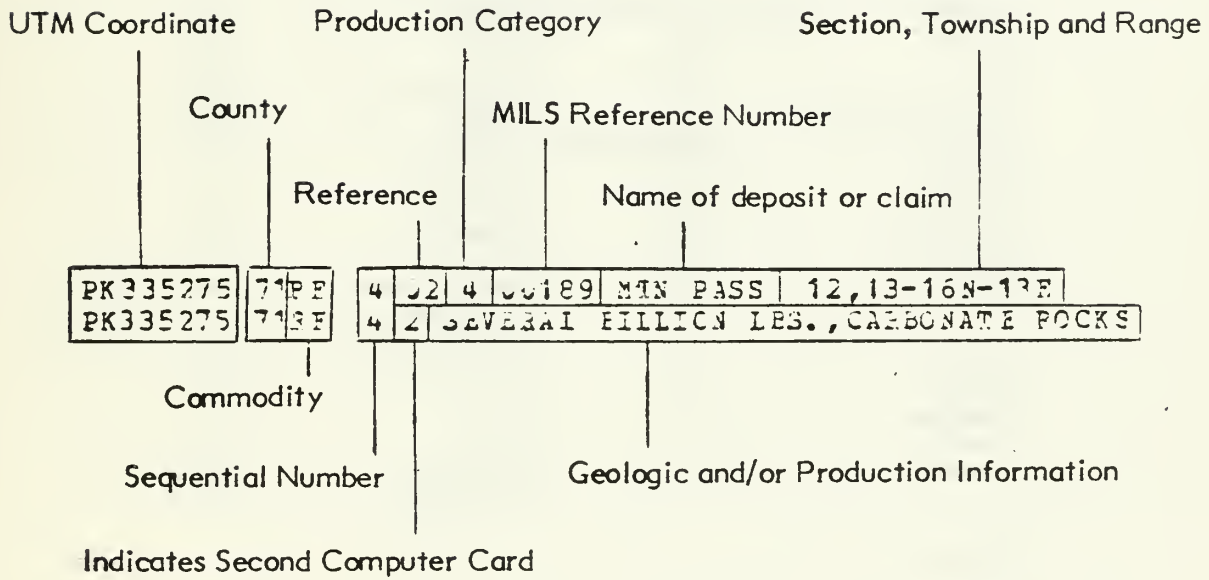 UTM Coordinate Production Category Section, Township and Range
County MILS Reference Number
Reference Name of deposit or claim
PK335275 4 4 PASS 12,13-16N-13E
PK335275 4 2 LBS.,CARBONATE
Commodity
Sequential Number Geologic and/or Production Information
Indicates Second Computer Card